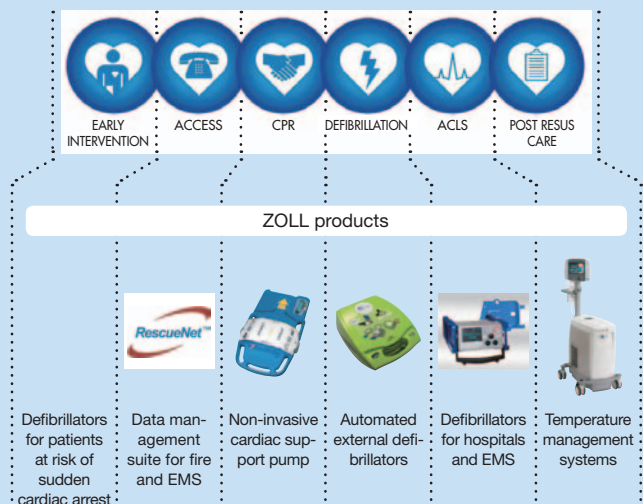 EARLY
INTERVENTION
ACCESS
CPR
DEFIBRILLATION
ACLS
POST RESUS
CARE
ZOLL products
RescueNet™
Defibrillators
for patients
at risk of
sudden
cardiac arrest
Data man-
agement
suite for fire
and EMS
Non-invasive
cardiac sup-
port pump
Automated
external defi-
brillators
Defibrillators
for hospitals
and EMS
Temperature
management
systems